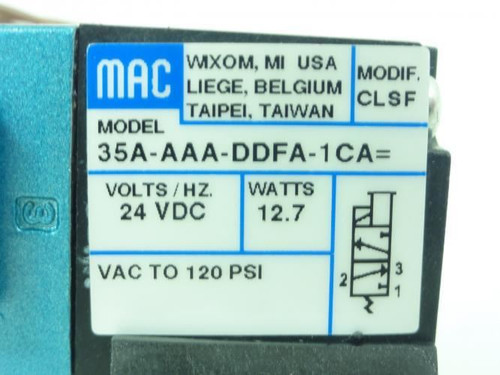 MAC
WIXOM, MI USA
LIEGE, BELGIUM
TAIPEI, TAIWAN
MODIF.
CLSF
MODEL
35A-AAA-DDFA-1CA=
VOLTS / HZ.
24 VDC
WATTS
12.7
VAC TO 120 PSI
2
3
1